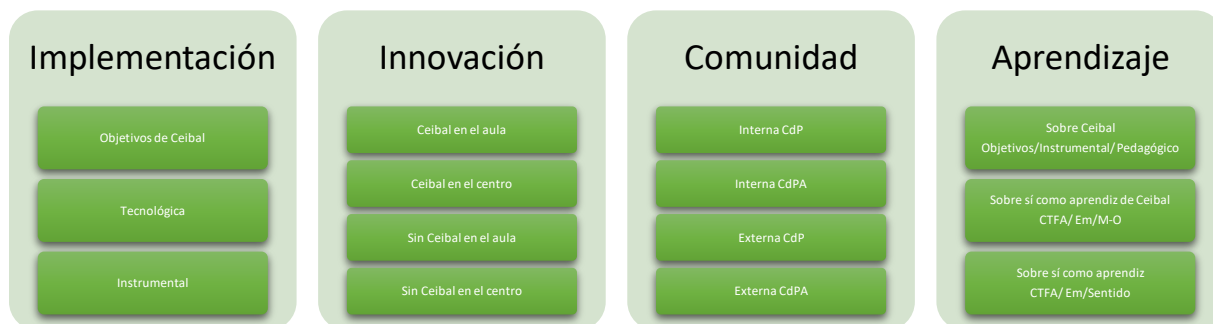 Implementación
Objetivos de Ceibal
Tecnológica
Instrumental
Innovación
Ceibal en el aula
Ceibal en el centro
Sin Ceibal en el aula
Sin Ceibal en el centro
Comunidad
Interna CdP
Interna CdPA
Externa CdP
Externa CdPA
Aprendizaje
Sobre Ceibal
Objetivos/Instrumental/Pedagógico
Sobre sí como aprendiz de Ceibal
CTFA/ Em/M-O
Sobre sí como aprendiz
CTFA/ Em/Sentido